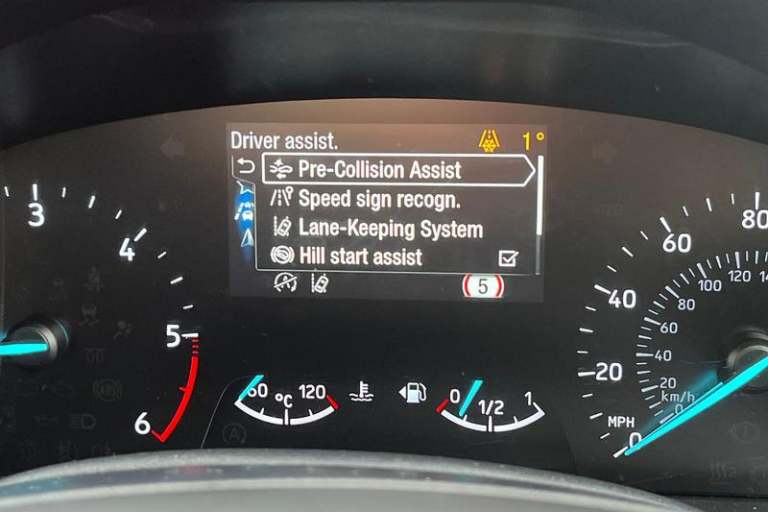 Driver assist. 1°
Pre-Collision Assist
Speed sign recogn.
Lane-Keeping System
Hill start assist
5
3
4
5
6
60 °C 120
0 1/2 1
0
20
40
60
80
MPH
km/h
0
20
40
60
80
100
120